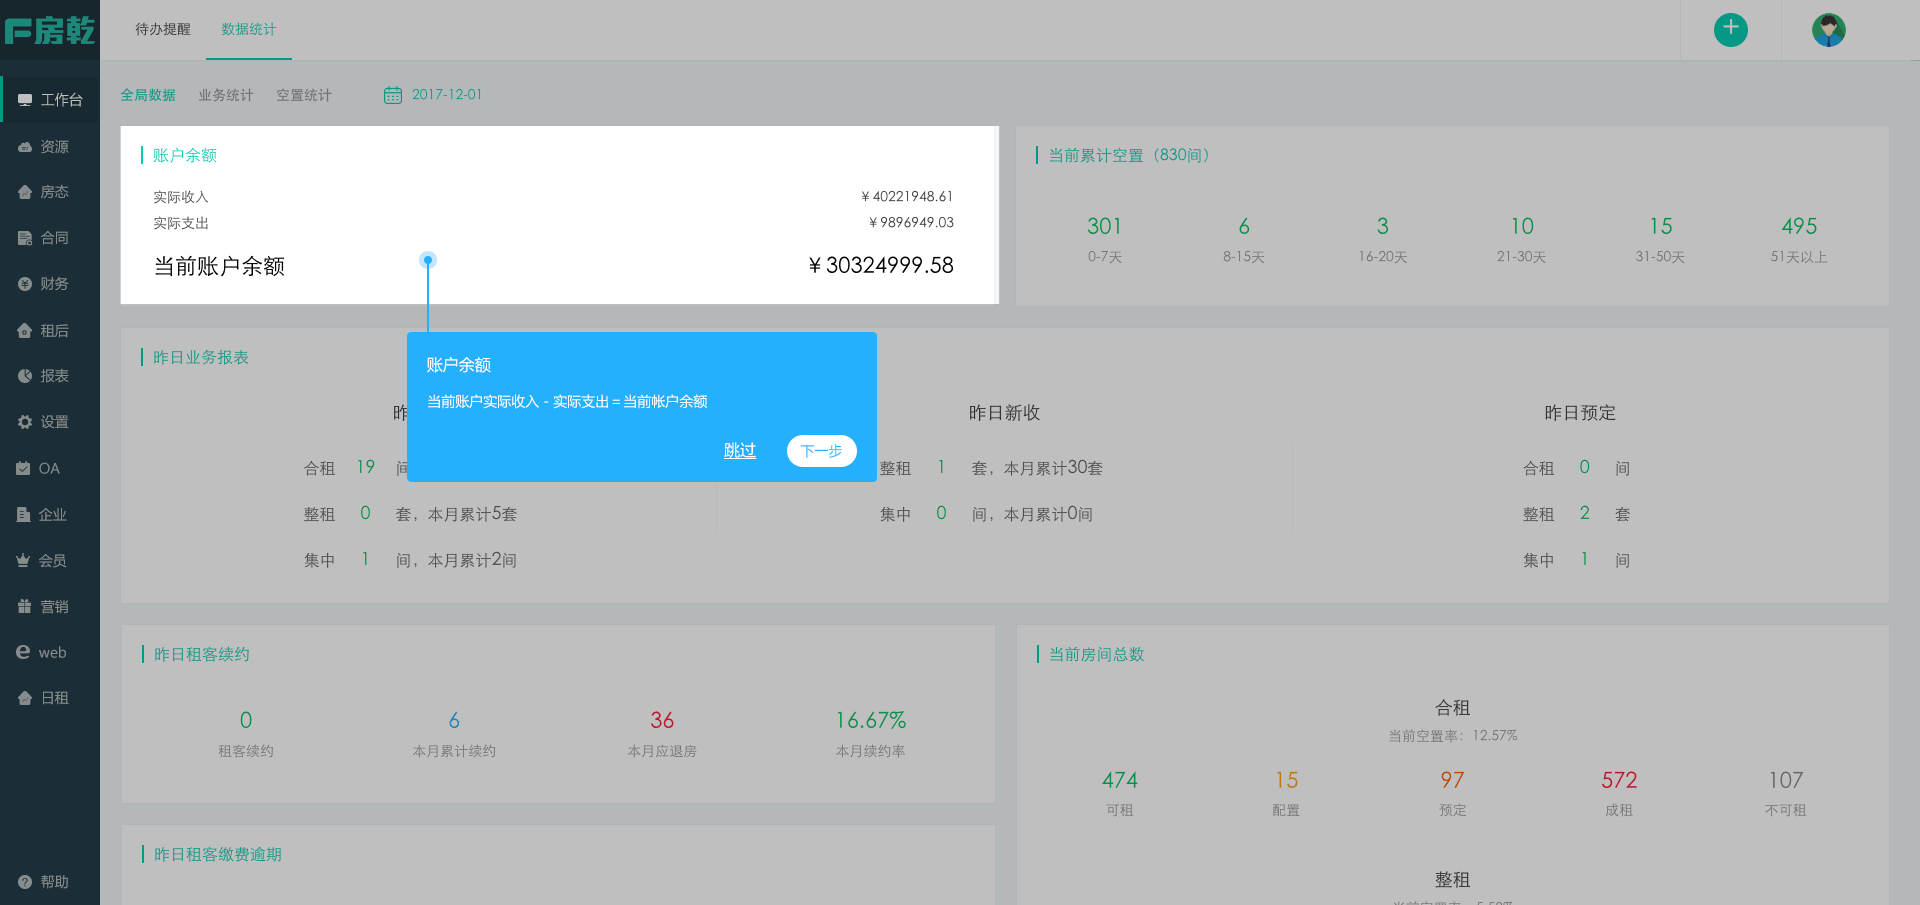 房乾
待办提醒
数据统计
工作台
资源
房态
合同
财务
租后
报表
设置
OA
企业
会员
营销
web
日租
帮助
全局数据
业务统计
空置统计
2017-12-01
账户余额
实际收入
¥40221948.61
实际支出
¥9896949.03
当前账户余额
¥30324999.58
当前累计空置（830间）
301
6
3
10
15
495
0-7天
8-15天
16-20天
21-30天
31-50天
51天以上
账户余额
当前账户实际收入 - 实际支出 = 当前帐户余额
跳过
下一步
昨日业务报表
昨
合租 19 间
整租 0 套，本月累计5套
集中 1 间，本月累计2间
昨日新收
整租 1 套，本月累计30套
集中 0 间，本月累计0间
昨日预定
合租 0 间
整租 2 套
集中 1 间
昨日租客续约
0
6
36
16.67%
租客续约
本月累计续约
本月应退房
本月续约率
昨日租客缴费逾期
当前房间总数
合租
当前空置率：12.57%
474
15
97
572
107
可租
配置
预定
成租
不可租
整租